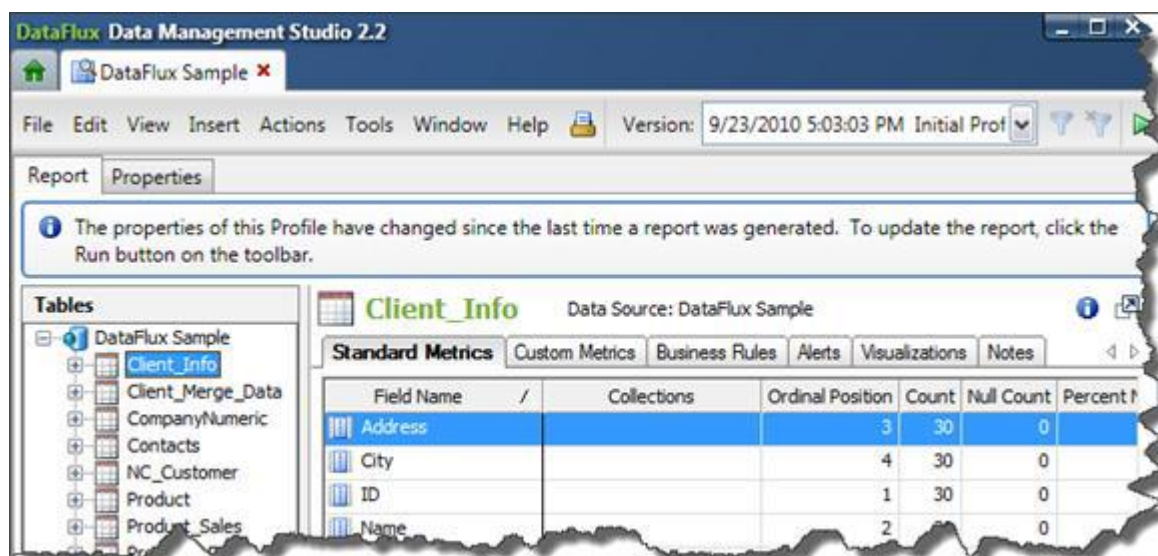 DataFlux Data Management Studio 2.2
DataFlux Sample
File Edit View Insert Actions Tools Window Help Version: 9/23/2010 5:03:03 PM Initial Prof
Report Properties
The properties of this Profile have changed since the last time a report was generated. To update the report, click the
Run button on the toolbar.
Tables
DataFlux Sample
Client_Info
Client_Merge_Data
CompanyNumeric
Contacts
NC_Customer
Product
Product_Sales
Client_Info Data Source: DataFlux Sample
Standard Metrics Custom Metrics Business Rules Alerts Visualizations Notes
Field Name / Collections Ordinal Position Count Null Count Percent
Address 3 30 0
City 4 30 0
ID 1 30 0
Name 2 0